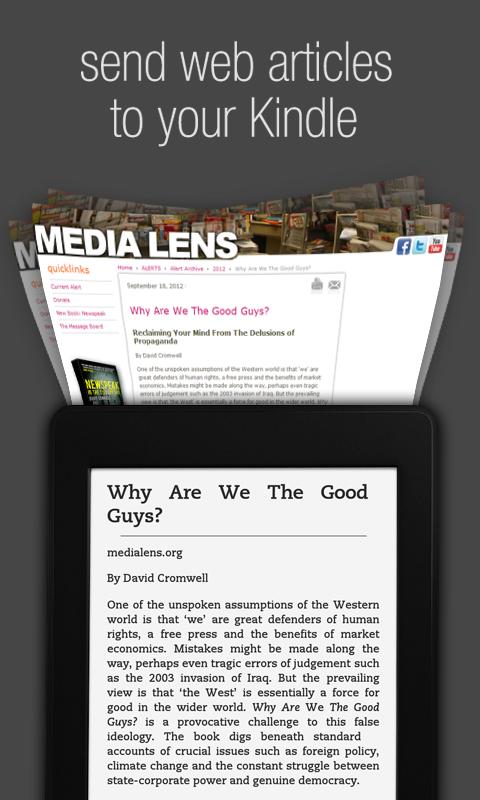 send web articles
to your Kindle
MEDIA LENS
quicklinks
Home › ALERTS › Alert Archive › 2012 › Why Are We The Good Guys?
Current Alert
Donate
New Book: Newspeak
The Message Board
September 18, 2012
Why Are We The Good Guys?
Reclaiming Your Mind From The Delusions of
Propaganda
By David Cromwell
One of the unspoken assumptions of the Western world is that 'we' are
great defenders of human rights, a free press and the benefits of market
economics. Mistakes might be made along the way, perhaps even tragic
errors of judgement such as the 2003 invasion of Iraq. But the prevailing
view is that 'the West' is essentially a force for good in the wider world. Why
NEWSPEAK
You
Tube
Why Are We The Good
Guys?
medialens.org
By David Cromwell
One of the unspoken assumptions of the Western
world is that ‘we’ are great defenders of human
rights, a free press and the benefits of market
economics. Mistakes might be made along the
way, perhaps even tragic errors of judgement such
as the 2003 invasion of Iraq. But the prevailing
view is that ‘the West’ is essentially a force for
good in the wider world. Why Are We The Good
Guys? is a provocative challenge to this false
ideology. The book digs beneath standard
accounts of crucial issues such as foreign policy,
climate change and the constant struggle between
state-corporate power and genuine democracy.